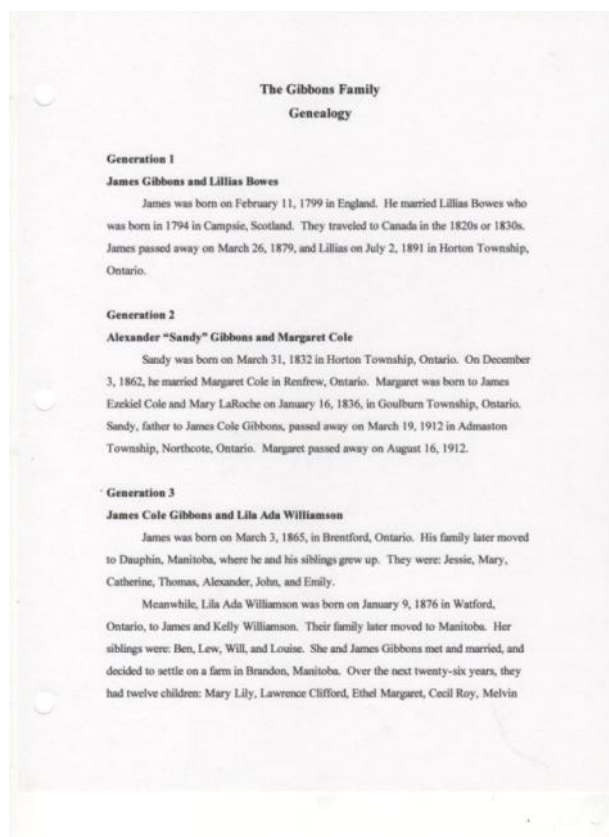 The Gibbons Family
Genealogy
Generation 1
James Gibbons and Lillias Bowes
James was born on February 11, 1799 in England. He married Lillias Bowes who
was born in 1794 in Campsie, Scotland. They traveled to Canada in the 1820s or 1830s.
James passed away on March 26, 1879, and Lillias on July 2, 1891 in Horton Township,
Ontario.
Generation 2
Alexander “Sandy” Gibbons and Margaret Cole
Sandy was born on March 31, 1832 in Horton Township, Ontario. On December
3, 1862, he married Margaret Cole in Renfrew, Ontario. Margaret was born to James
Ezekiel Cole and Mary LaRoche on January 16, 1836, in Goulburn Township, Ontario.
Sandy, father to James Cole Gibbons, passed away on March 19, 1912 in Admaston
Township, Northcote, Ontario. Margaret passed away on August 16, 1912.
Generation 3
James Cole Gibbons and Lila Ada Williamson
James was born on March 3, 1865, in Brentford, Ontario. His family later moved
to Dauphin, Manitoba, where he and his siblings grew up. They were: Jessie, Mary,
Catherine, Thomas, Alexander, John, and Emily.
Meanwhile, Lila Ada Williamson was born on January 9, 1876 in Watford,
Ontario, to James and Kelly Williamson. Their family later moved to Manitoba. Her
siblings were: Ben, Lew, Will, and Louise. She and James Gibbons met and married, and
decided to settle on a farm in Brandon, Manitoba. Over the next twenty-six years, they
had twelve children: Mary Lily, Lawrence Clifford, Ethel Margaret, Cecil Roy, Melvin